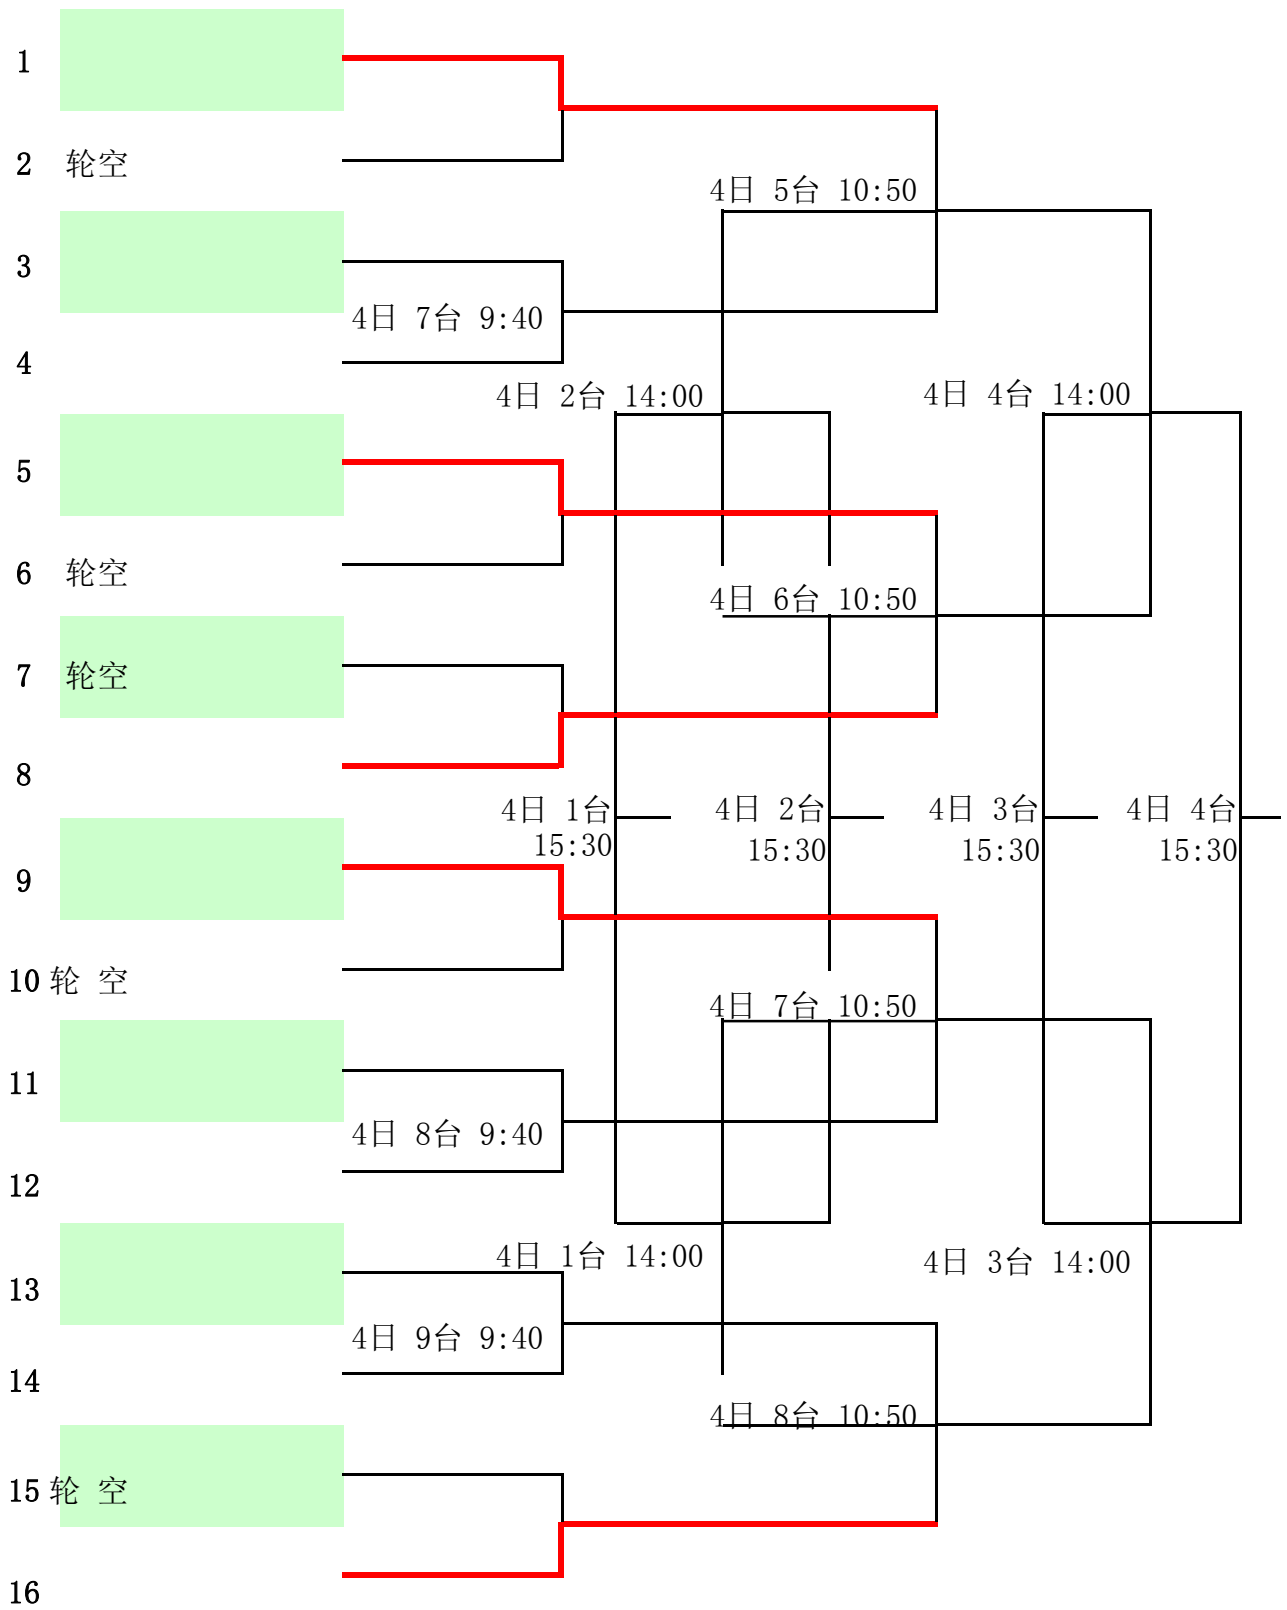 1
2 轮空
4日 5台 10:50
3
4日 7台 9:40
4
4日 2台 14:00
4日 4台 14:00
5
6 轮空
4日 6台 10:50
7 轮空
8
4日 1台
15:30
4日 2台
15:30
4日 3台
15:30
4日 4台
15:30
9
10 轮 空
4日 7台 10:50
11
4日 8台 9:40
12
4日 1台 14:00
4日 3台 14:00
13
4日 9台 9:40
14
4日 8台 10:50
15 轮 空
16